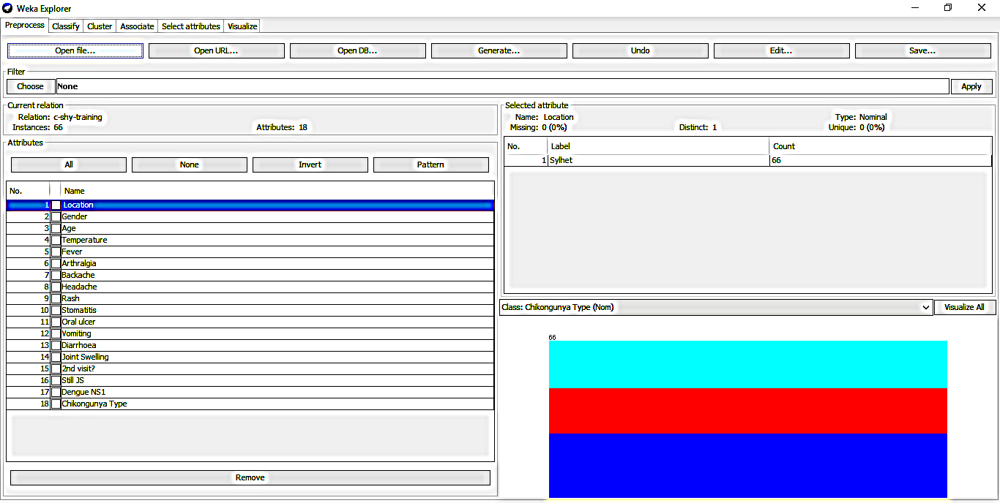 Weka Explorer
Preprocess Classify Cluster Associate Select attributes Visualize
Open file... Open URL... Open DB... Generate... Undo Edit... Save...
Filter
Choose None Apply
Current relation
Relation: c-shy-training
Instances: 66 Attributes: 18
Attributes
All None Invert Pattern
No. Name
1 Location
2 Gender
3 Age
4 Temperature
5 Fever
6 Arthralgia
7 Backache
8 Headache
9 Rash
10 Stomatitis
11 Oral ulcer
12 Vomiting
13 Diarrhoea
14 Joint Swelling
15 2nd visit?
16 Still JS
17 Dengue NS1
18 Chikongunya Type
Remove
Selected attribute
Name: Location Type: Nominal
Missing: 0 (0%) Distinct: 1 Unique: 0 (0%)
No. Label Count
1 Sylhet 66
Class: Chikongunya Type (Nom) Visualize All
66